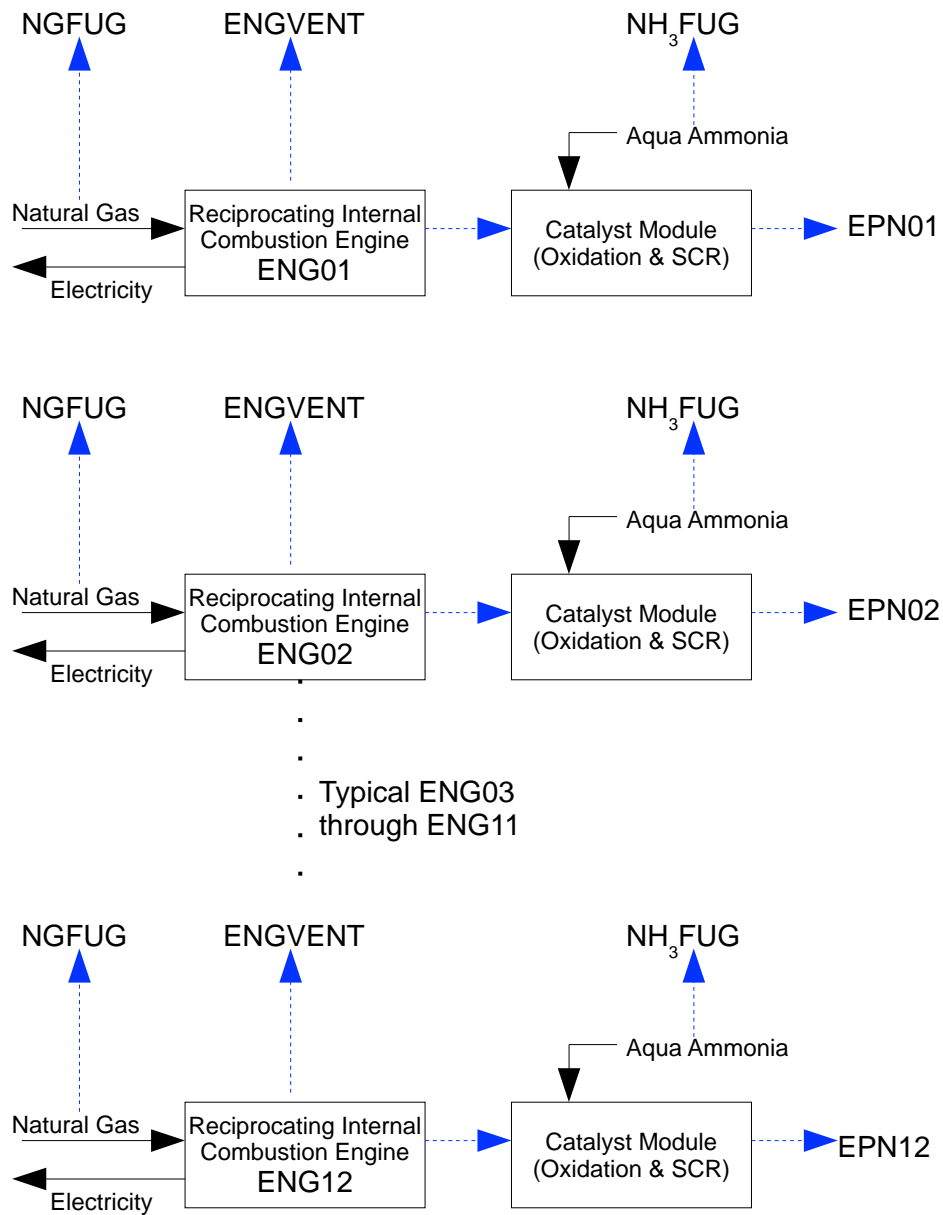 NGFUG
ENGVENT
NH₃FUG
Aqua Ammonia
Natural Gas
Reciprocating Internal
Combustion Engine
ENG01
Catalyst Module
(Oxidation & SCR)
EPN01
Electricity
NGFUG
ENGVENT
NH₃FUG
Aqua Ammonia
Natural Gas
Reciprocating Internal
Combustion Engine
ENG02
Catalyst Module
(Oxidation & SCR)
EPN02
Electricity
Typical ENG03
through ENG11
NGFUG
ENGVENT
NH₃FUG
Aqua Ammonia
Natural Gas
Reciprocating Internal
Combustion Engine
ENG12
Catalyst Module
(Oxidation & SCR)
EPN12
Electricity